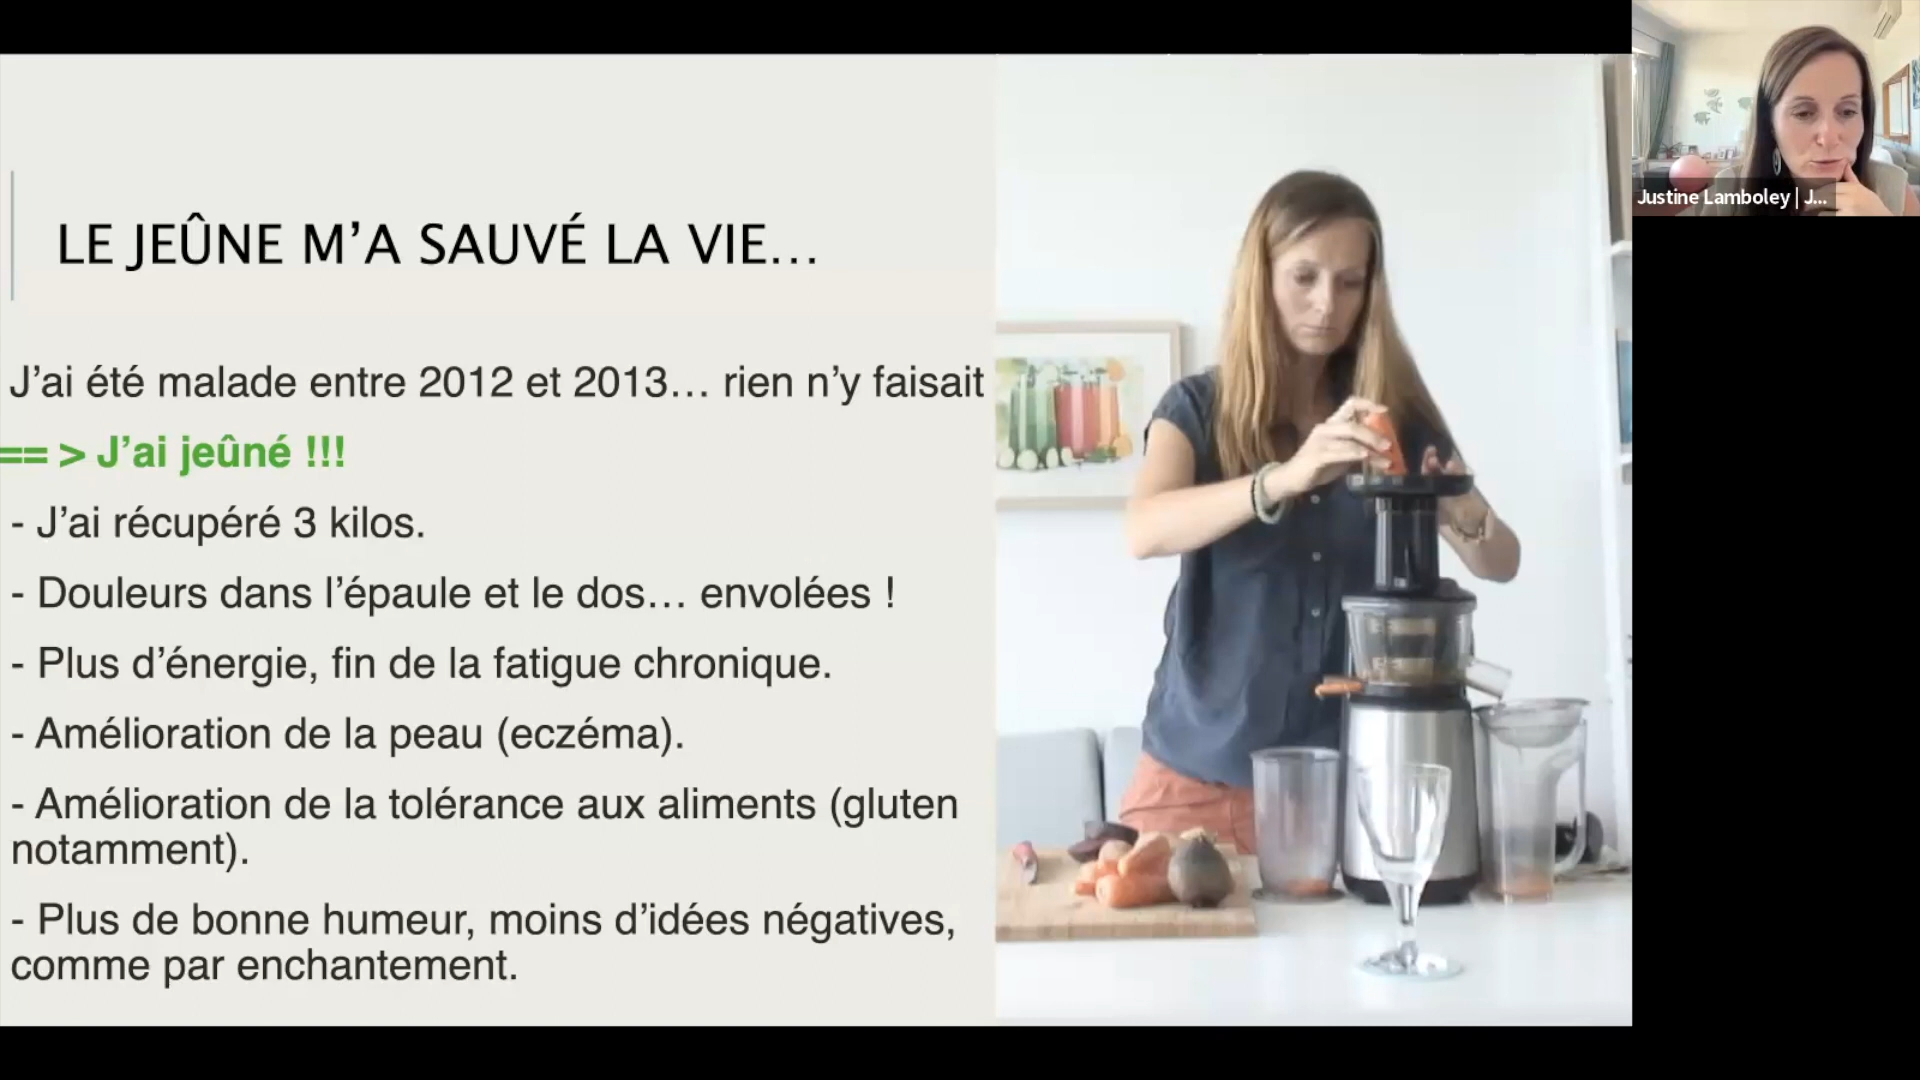 Justine Lamboley | J...
LE JEÛNE M’A SAUVÉ LA VIE...
J’ai été malade entre 2012 et 2013... rien n’y faisait
== > J’ai jeûné !!!
- J’ai récupéré 3 kilos.
- Douleurs dans l’épaule et le dos... envolées !
- Plus d’énergie, fin de la fatigue chronique.
- Amélioration de la peau (eczéma).
- Amélioration de la tolérance aux aliments (gluten
notamment).
- Plus de bonne humeur, moins d’idées négatives,
comme par enchantement.